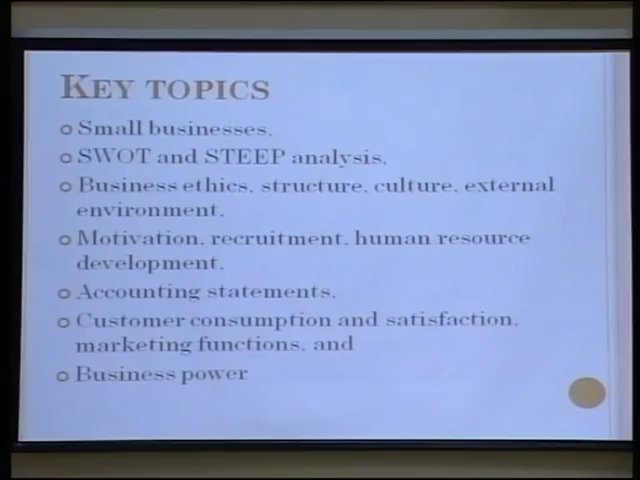 KEY TOPICS
Small businesses,
SWOT and STEEP analysis,
Business ethics, structure, culture, external
environment,
Motivation, recruitment, human resource
development,
Accounting statements,
Customer consumption and satisfaction,
marketing functions, and
Business power